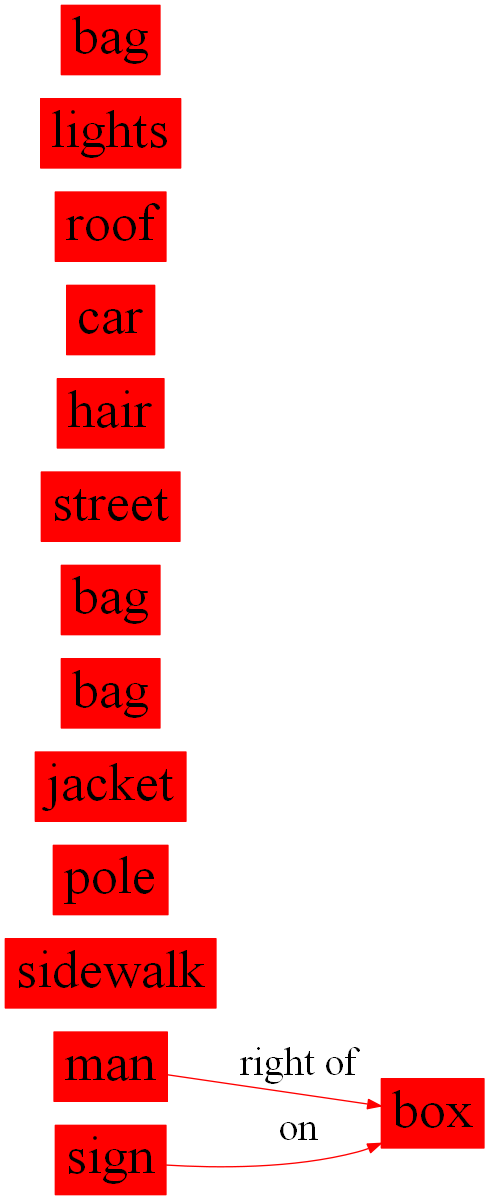 bag
lights
roof
car
hair
street
bag
bag
jacket
pole
sidewalk
man
right of
box
on
sign